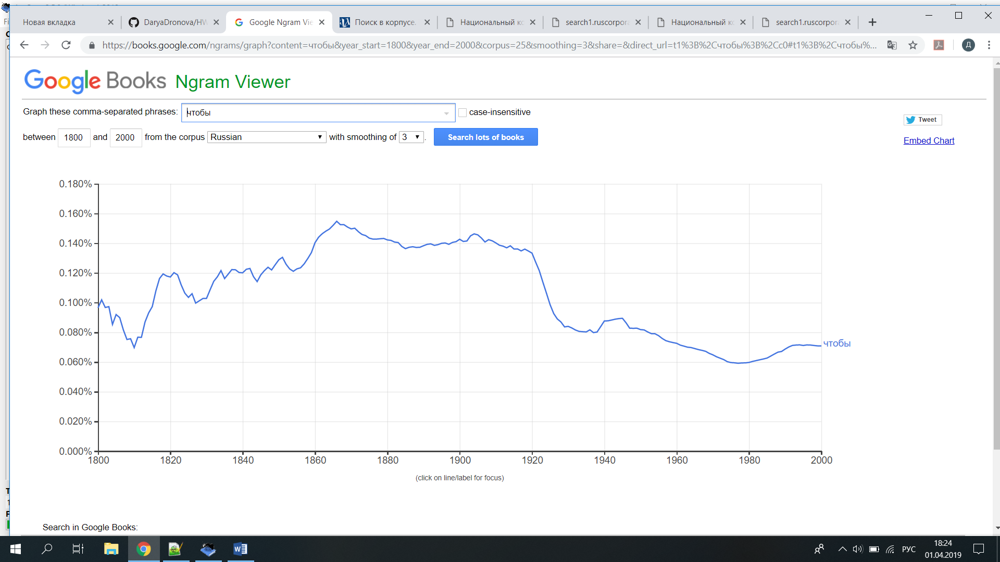 Новая вкладка
DaryaDronova/HW
Google Ngram Vie
Поиск в корпусе.
Национальный ко
search1.ruscorpora
Национальный ко
search1.ruscorpora
https://books.google.com/ngrams/graph?content=чтобы&year_start=1800&year_end=2000&corpus=25&smoothing=3&share=&direct_url=t1%3B%2Cчтобы%3B%2Cc0#t1%3B%2Cчтобы%...
Д
Google Books Ngram Viewer
Graph these comma-separated phrases: чтобы case-insensitive
Tweet
between 1800 and 2000 from the corpus Russian with smoothing of 3 . Search lots of books
Embed Chart
0.180%
0.160%
0.140%
0.120%
0.100%
0.080%
чтобы
0.060%
0.040%
0.020%
0.000%
1800 1820 1840 1860 1880 1900 1920 1940 1960 1980 2000
(click on line/label for focus)
Search in Google Books:
РУС
18:24
01.04.2019